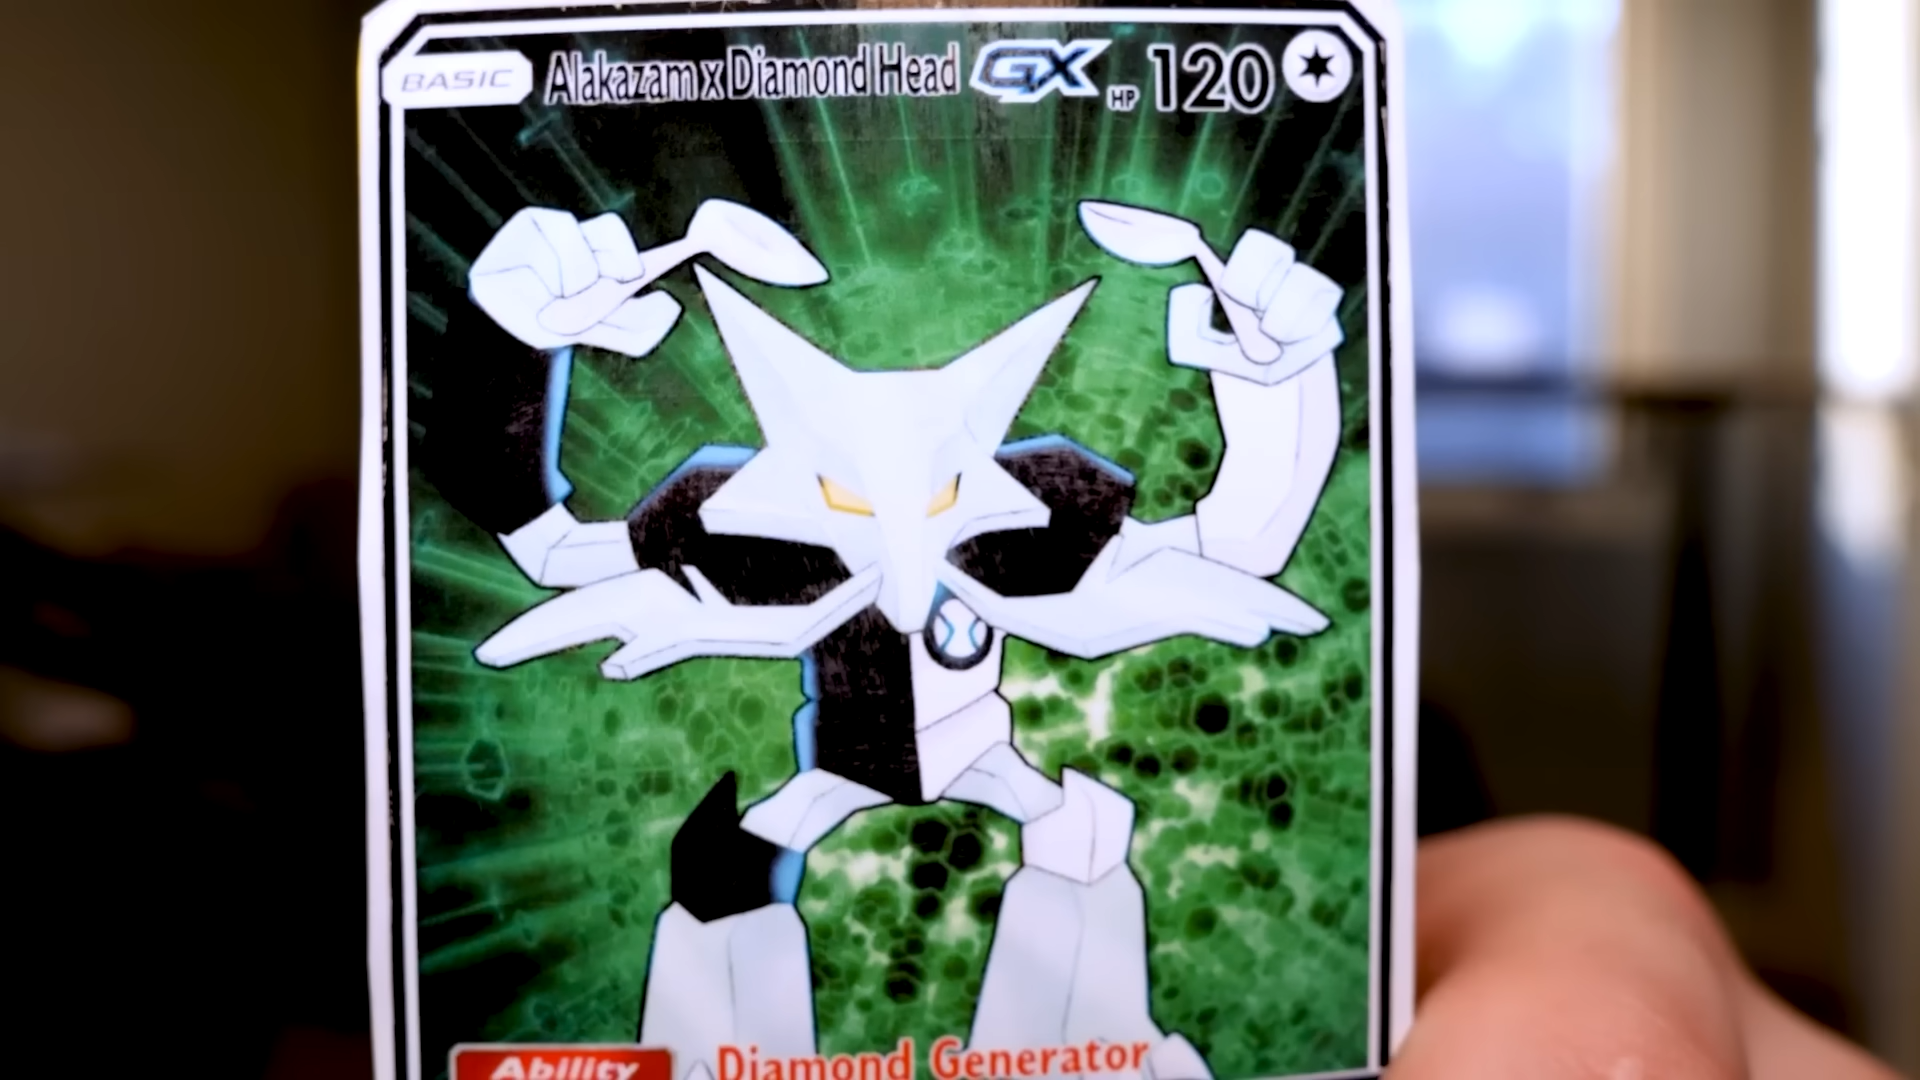 BASIC Alakazam x Diamond Head GX HP 120
Ability Diamond Generator